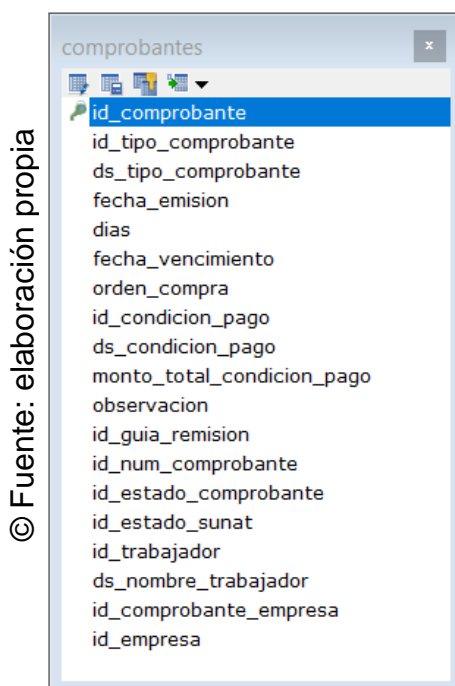 comprobantes
id_comprobante
id_tipo_comprobante
ds_tipo_comprobante
fecha_emision
dias
fecha_vencimiento
orden_compra
id_condicion_pago
ds_condicion_pago
monto_total_condicion_pago
observacion
id_guia_remision
id_num_comprobante
id_estado_comprobante
id_estado_sunat
id_trabajador
ds_nombre_trabajador
id_comprobante_empresa
id_empresa
© Fuente: elaboración propia